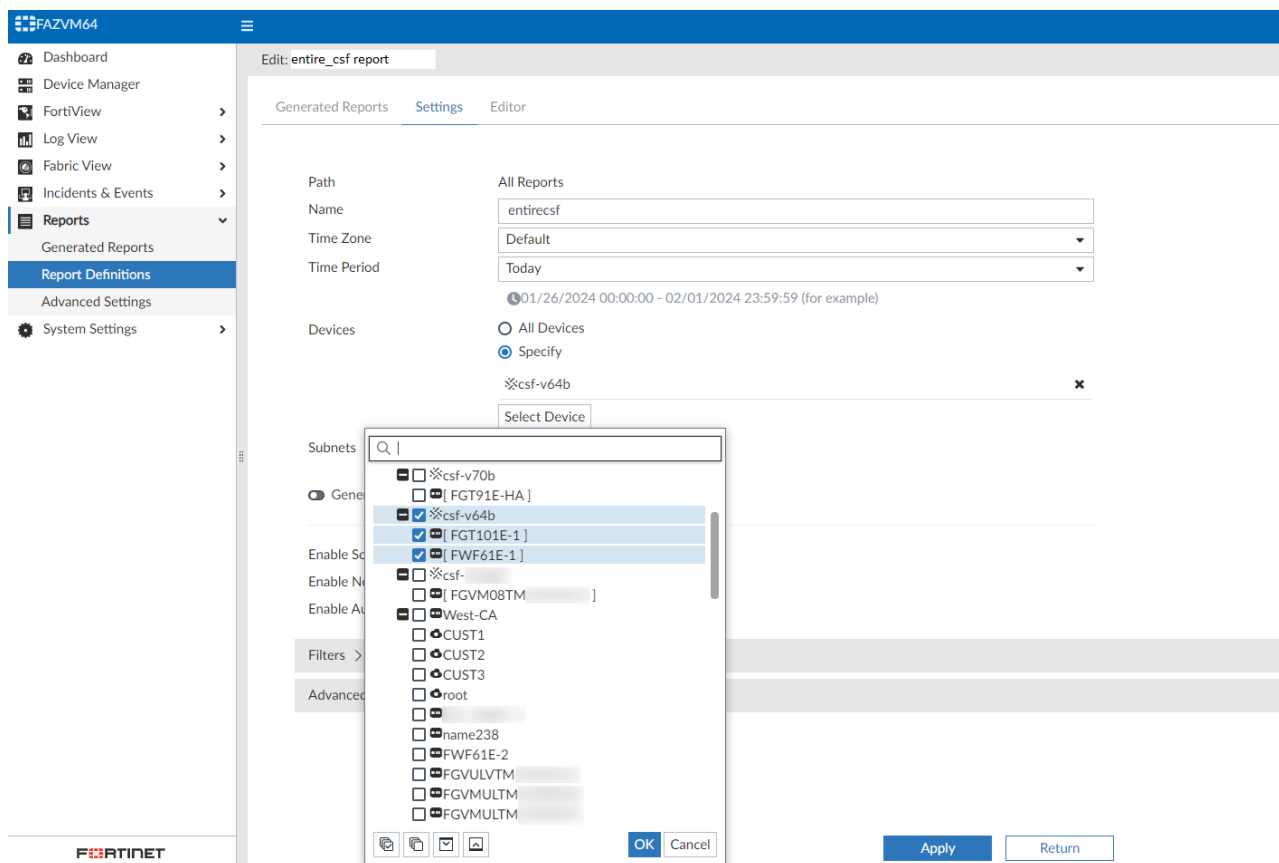 FAZVM64
Dashboard
Device Manager
FortiView
Log View
Fabric View
Incidents & Events
Reports
Generated Reports
Report Definitions
Advanced Settings
System Settings
FORTINET
Edit: entire_csf report
Generated Reports Settings Editor
Path All Reports
Name entirecsf
Time Zone Default
Time Period Today
01/26/2024 00:00:00 - 02/01/2024 23:59:59 (for example)
Devices All Devices
Specify
csf-v64b
Select Device
Subnets
Gene
Enable Sc
Enable N
Enable Au
Filters >
Advanced
csf-v70b
[ FGT91E-HA ]
csf-v64b
[ FGT101E-1 ]
[ FWF61E-1 ]
csf-
[ FGVM08TM ]
West-CA
CUST1
CUST2
CUST3
root
name238
FWF61E-2
FGVULVTM
FGVMULTM
FGVMULTM
OK Cancel
Apply Return